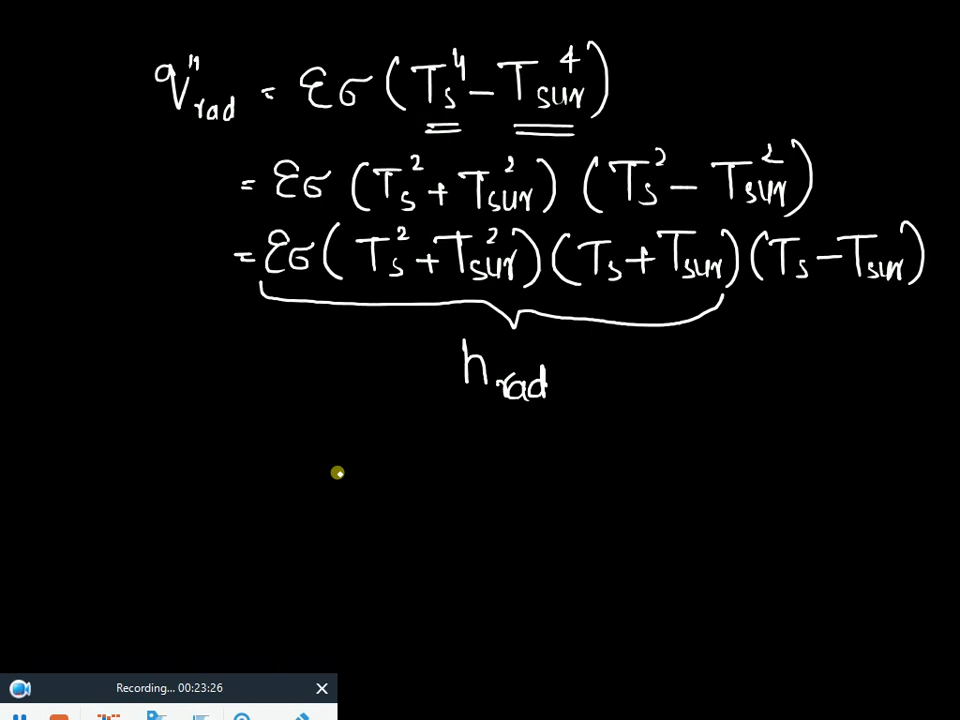 q"rad = εσ(Ts⁴ − Tsur⁴)
= εσ (Ts² + Tsur²) (Ts² − Tsur²)
= εσ(Ts² + Tsur²)(Ts + Tsur)(Ts − Tsur)
hrad
Recording... 00:23:26